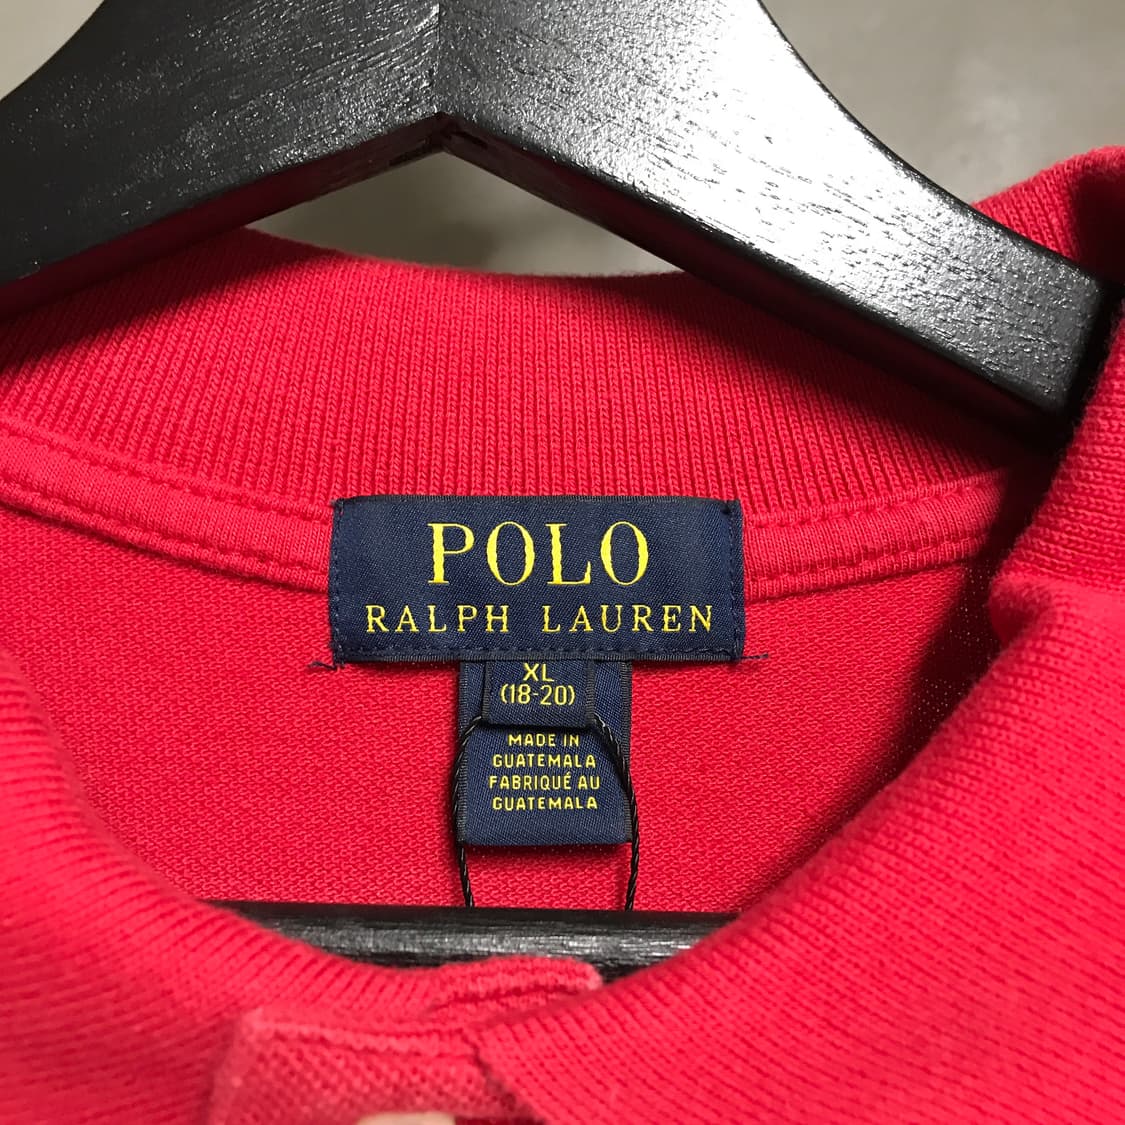 POLO
RALPH LAUREN
XL
(18-20)
MADE IN
GUATEMALA
FABRIQUÉ AU
GUATEMALA